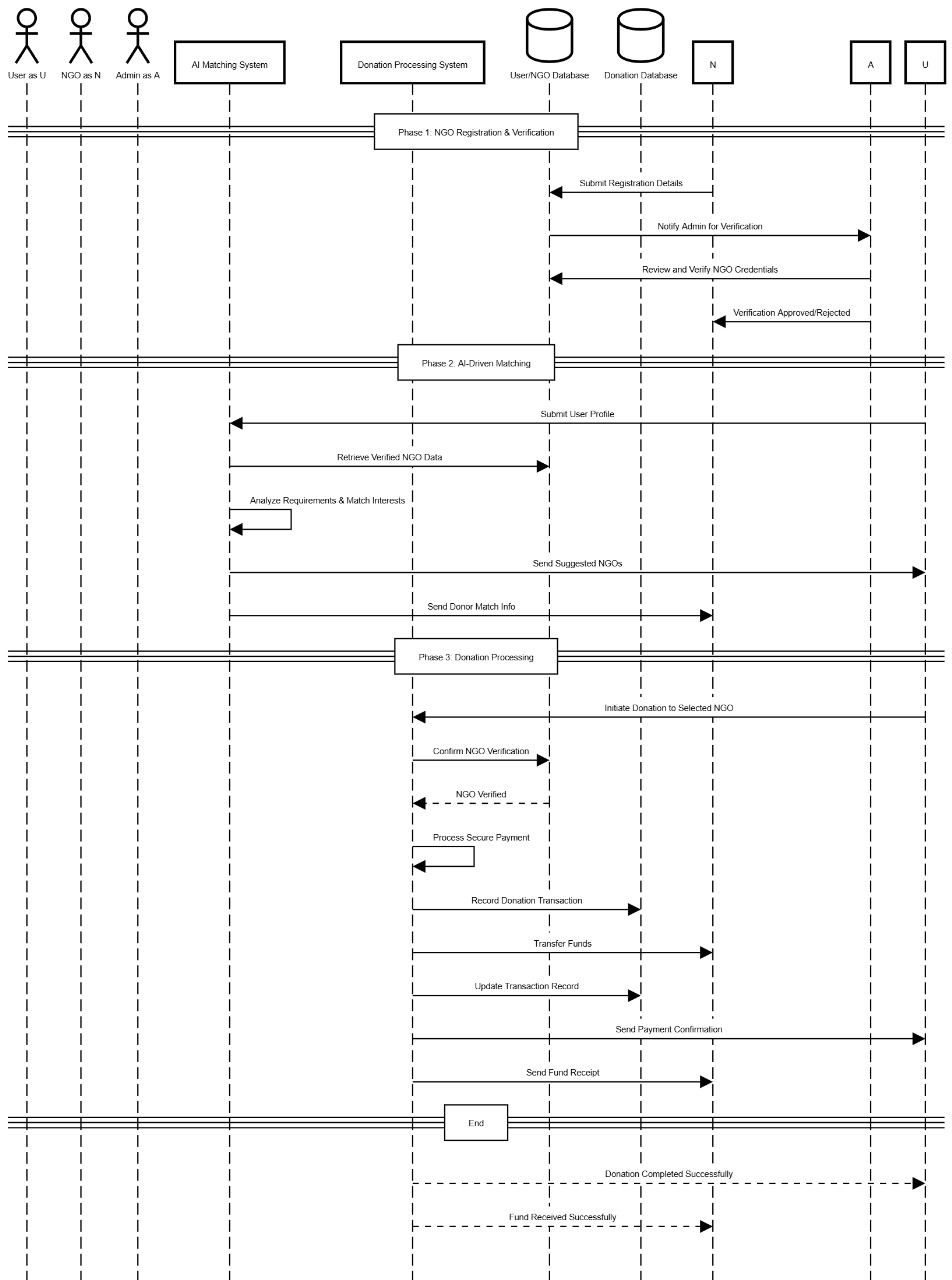 User as U
NGO as N
Admin as A
AI Matching System
Donation Processing System
User/NGO Database
Donation Database
N
A
U
Phase 1: NGO Registration & Verification
Submit Registration Details
Notify Admin for Verification
Review and Verify NGO Credentials
Verification Approved/Rejected
Phase 2: AI-Driven Matching
Submit User Profile
Retrieve Verified NGO Data
Analyze Requirements & Match Interests
Send Suggested NGOs
Send Donor Match Info
Phase 3: Donation Processing
Initiate Donation to Selected NGO
Confirm NGO Verification
NGO Verified
Process Secure Payment
Record Donation Transaction
Transfer Funds
Update Transaction Record
Send Payment Confirmation
Send Fund Receipt
End
Donation Completed Successfully
Fund Received Successfully